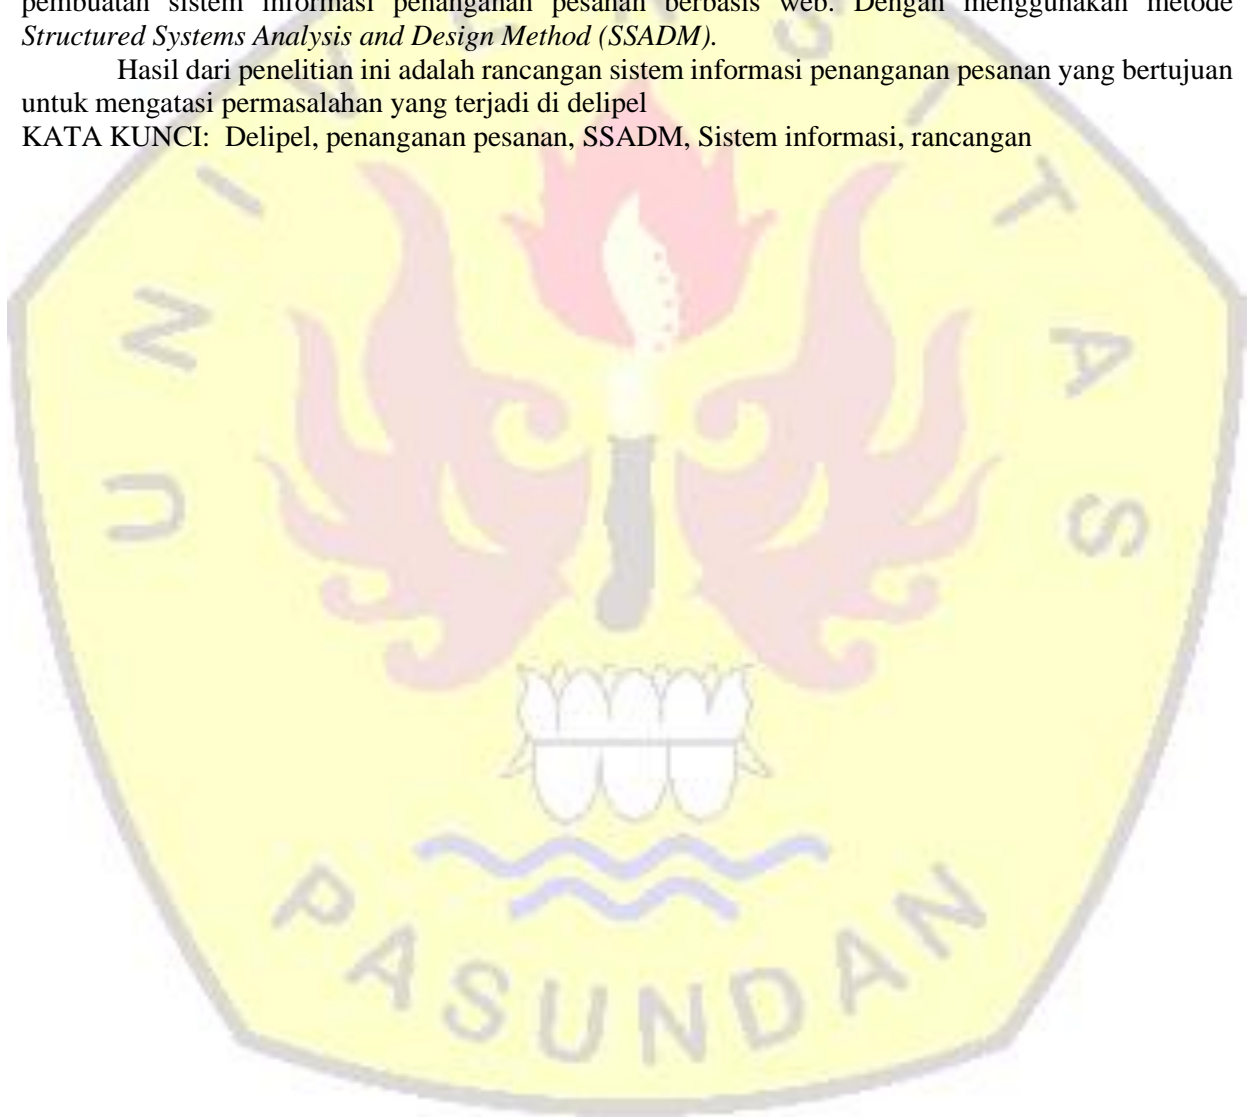 pembuatan sistem informasi penanganan pesanan berbasis web. Dengan menggunakan metode
Structured Systems Analysis and Design Method (SSADM).
Hasil dari penelitian ini adalah rancangan sistem informasi penanganan pesanan yang bertujuan
untuk mengatasi permasalahan yang terjadi di delipel
KATA KUNCI: Delipel, penanganan pesanan, SSADM, Sistem informasi, rancangan
PASUNDAN